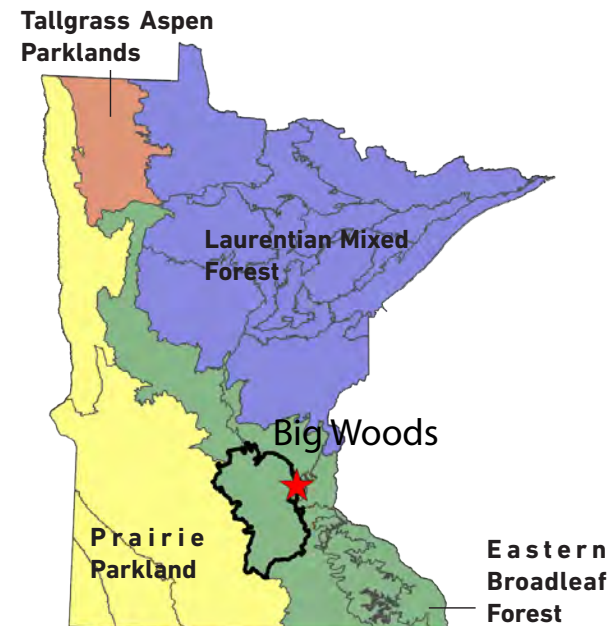 Tallgrass Aspen
Parklands
Laurentian Mixed
Forest
Big Woods
Prairie
Parkland
Eastern
Broadleaf
Forest